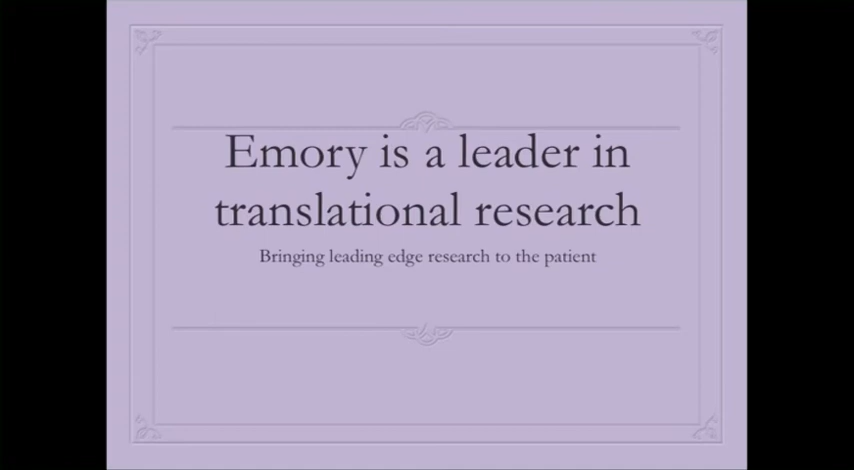 Emory is a leader in
translational research
Bringing leading edge research to the patient